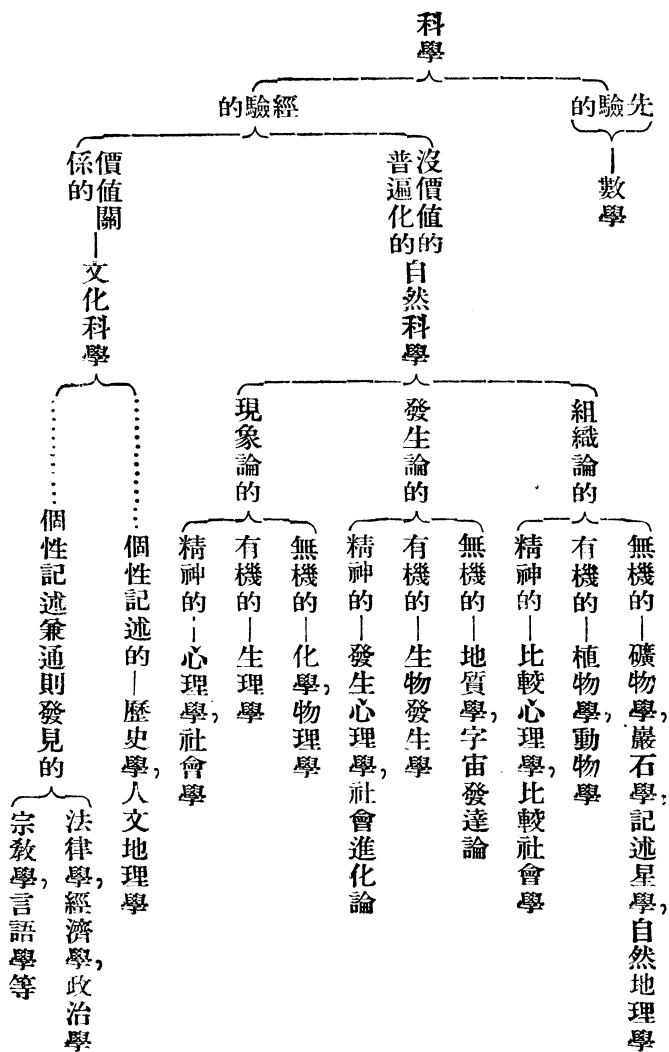 科學
先驗的
數學
經驗的
沒價值的
普遍化的
自然科學
組織論的
無機的—礦物學,巖石學,記述星學,自然地理學
有機的—植物學,動物學
精神的—比較心理學,比較社會學
發生論的
無機的—地質學,字宙發達論
有機的—生物發生學
精神的—發生心理學,社會進化論
現象論的
無機的—化學,物理學
有機的—生理學
精神的—心理學,社會學
價值關
係的
文化科學
個性記述的—歷史學,人文地理學
個性記述兼通則發見的
法律學,經濟學,政治學
宗敎學,言語學等